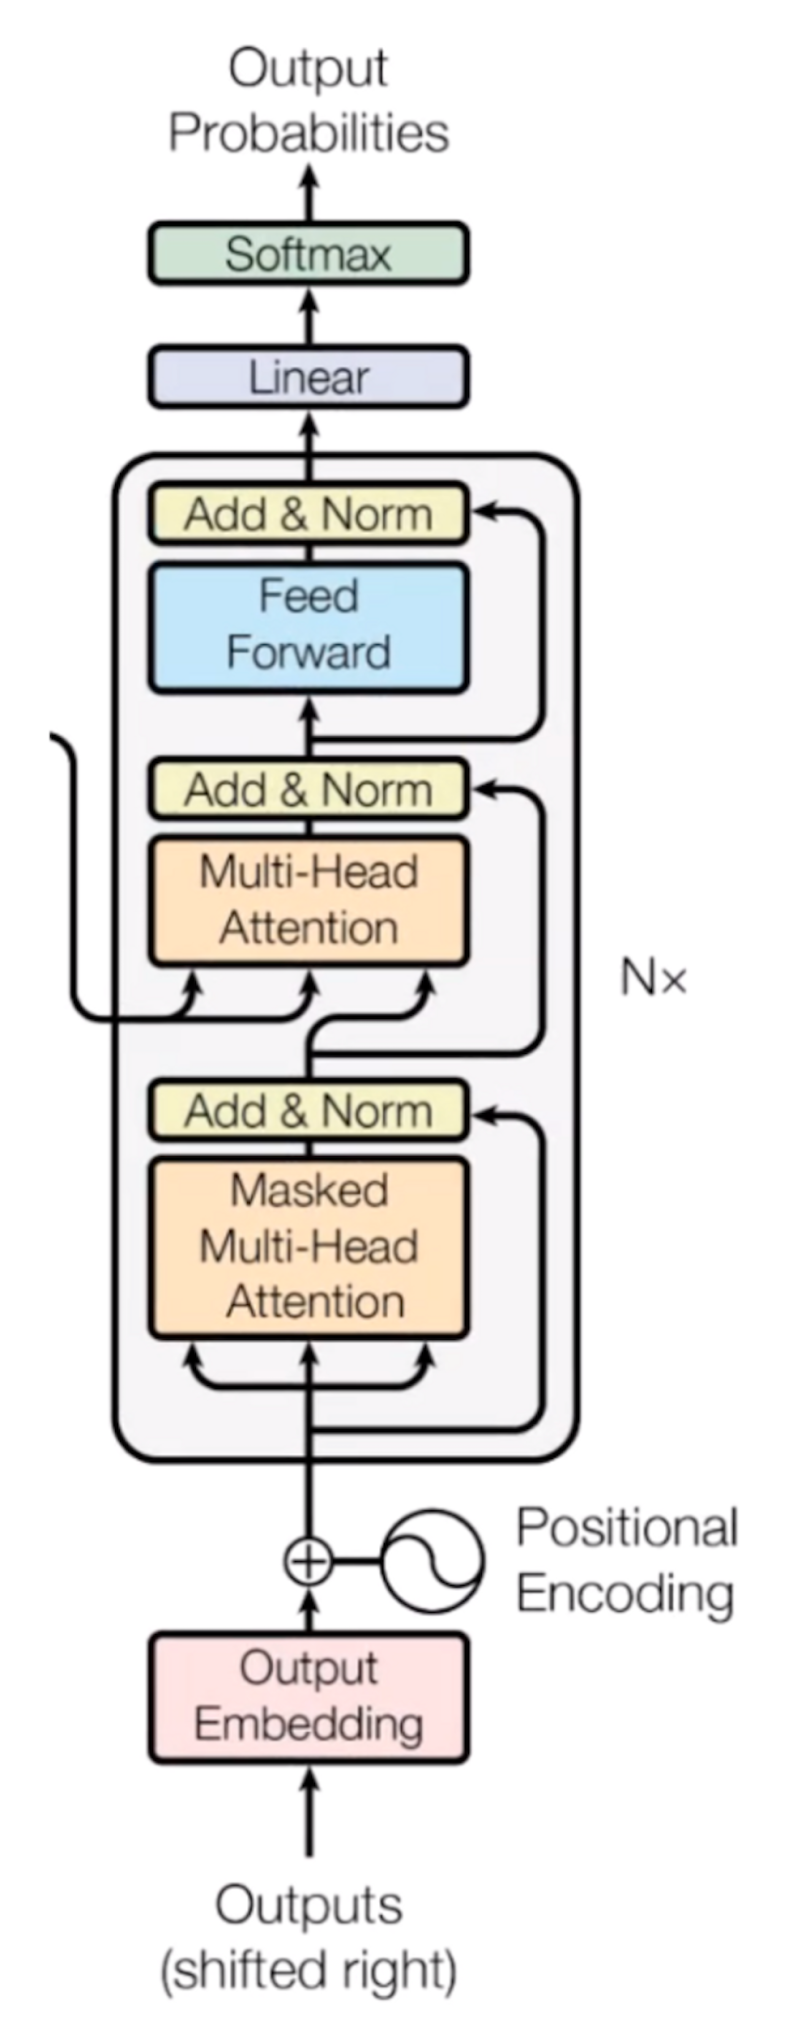 Output
Probabilities
Softmax
Linear
Add & Norm
Feed
Forward
Add & Norm
Multi-Head
Attention
N×
Add & Norm
Masked
Multi-Head
Attention
Positional
Encoding
Output
Embedding
Outputs
(shifted right)